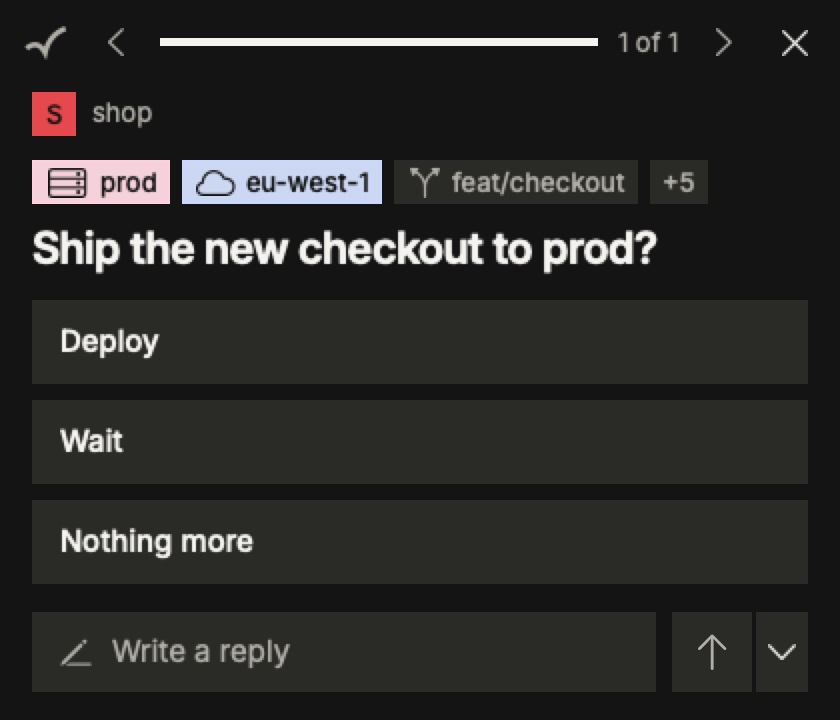 1 of 1
S shop
prod eu-west-1 feat/checkout +5
Ship the new checkout to prod?
Deploy
Wait
Nothing more
Write a reply